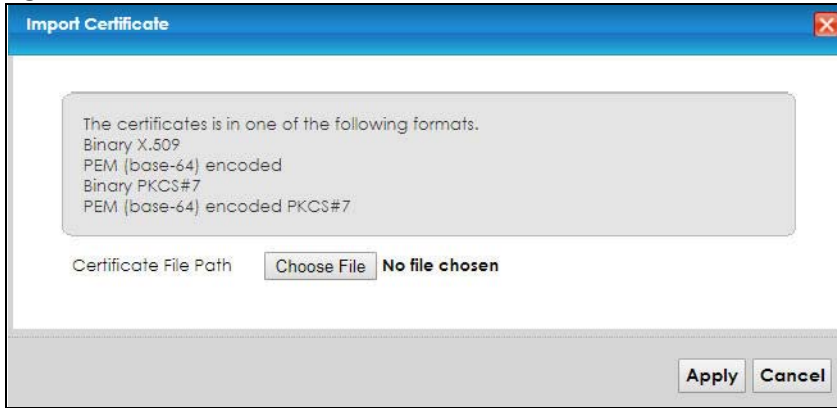 Import Certificate
The certificates is in one of the following formats.
Binary X.509
PEM (base-64) encoded
Binary PKCS#7
PEM (base-64) encoded PKCS#7
Certificate File Path Choose File No file chosen
Apply Cancel